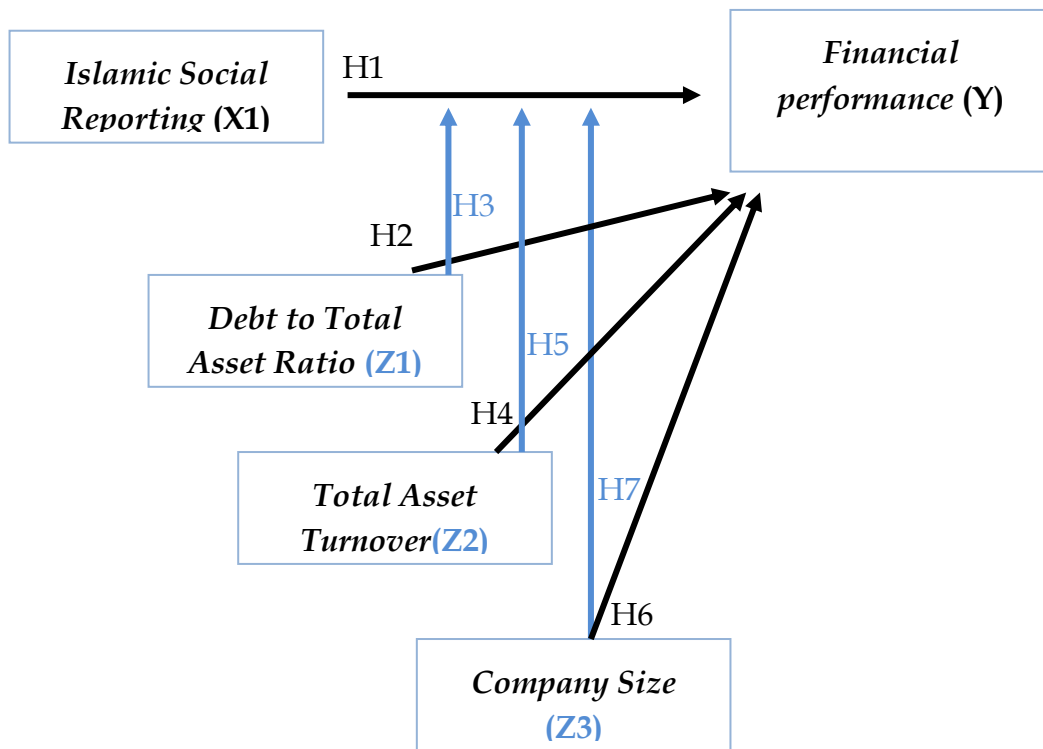 Islamic Social
Reporting (X1)
H1
Financial
performance (Y)
H3
H2
Debt to Total
Asset Ratio (Z1)
H5
H4
Total Asset
Turnover(Z2)
H7
H6
Company Size
(Z3)